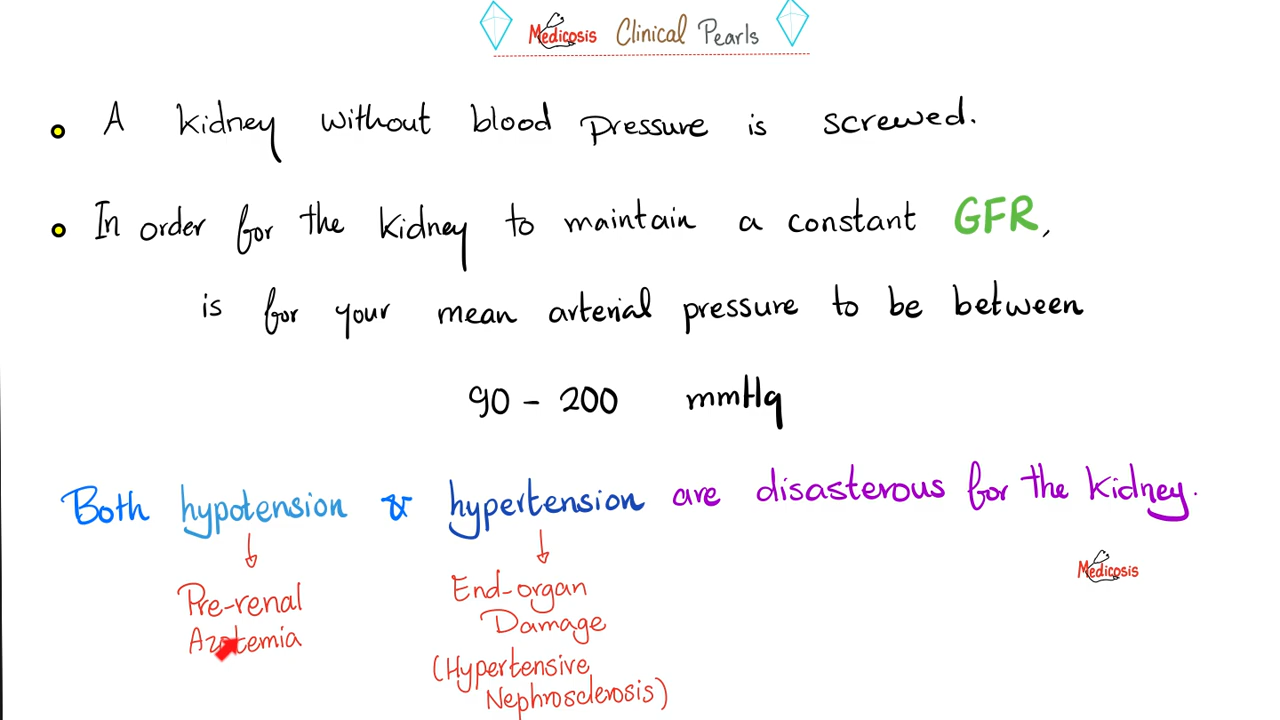 Medicosis Clinical Pearls
A kidney without blood pressure is screwed.
In order for the kidney to maintain a constant GFR,
is for your mean arterial pressure to be between
90 - 200 mmHg
Both hypotension & hypertension are disasterous for the kidney.
Pre-renal
Azotemia
End-organ
Damage
(Hypertensive
Nephrosclerosis)
Medicosis